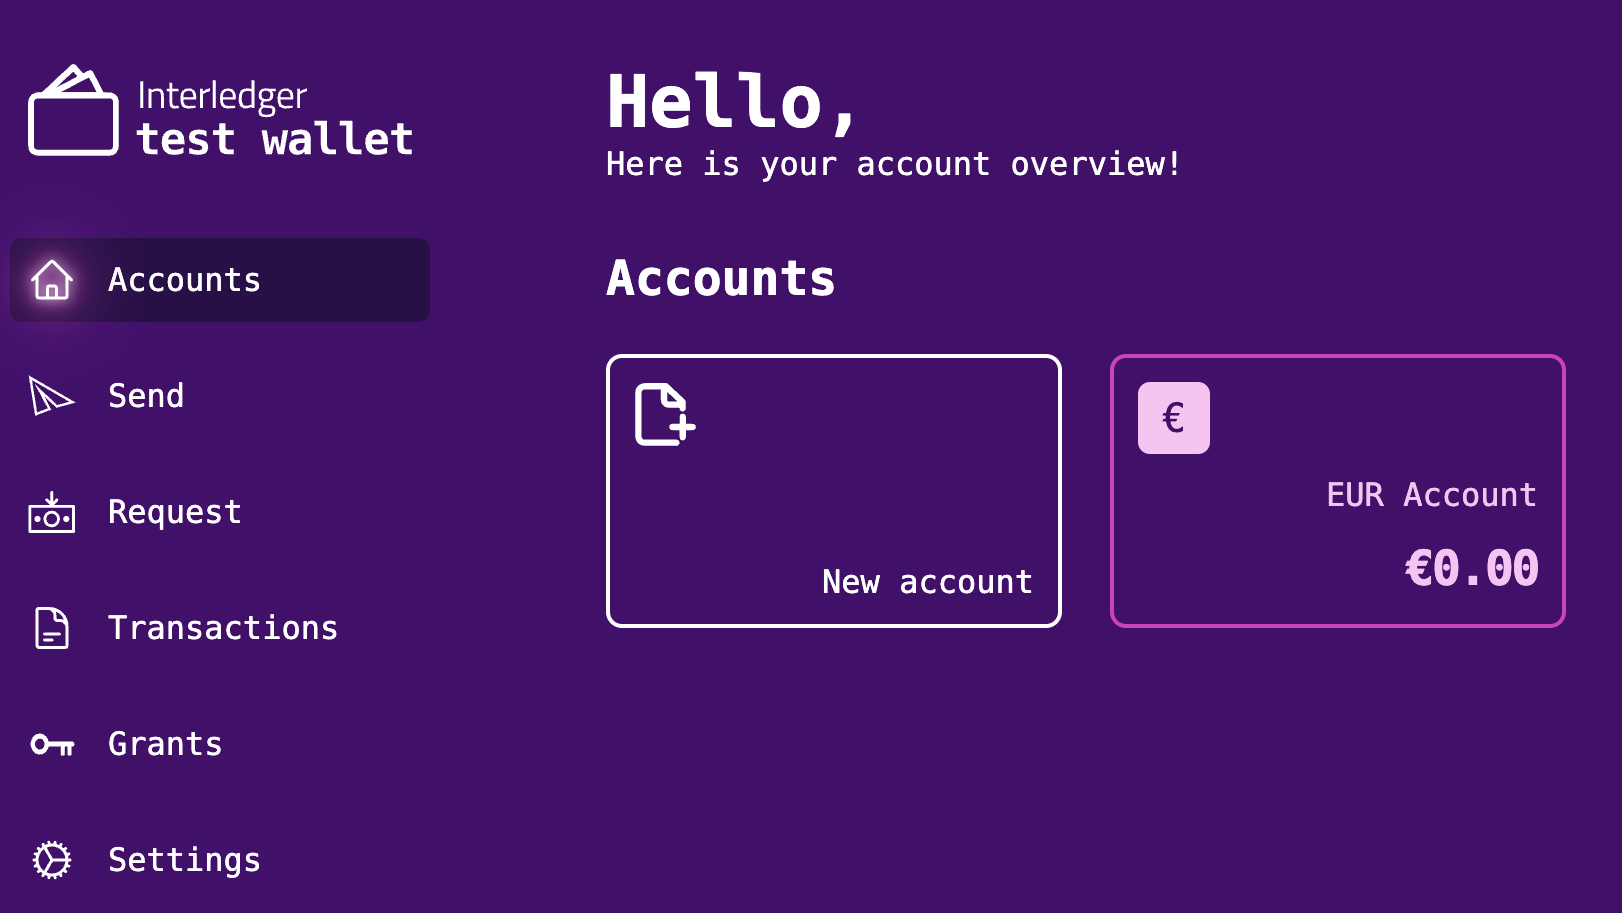 Interledger
test wallet
Accounts
Send
Request
Transactions
Grants
Settings
Hello,
Here is your account overview!
Accounts
New account
€
EUR Account
€0.00